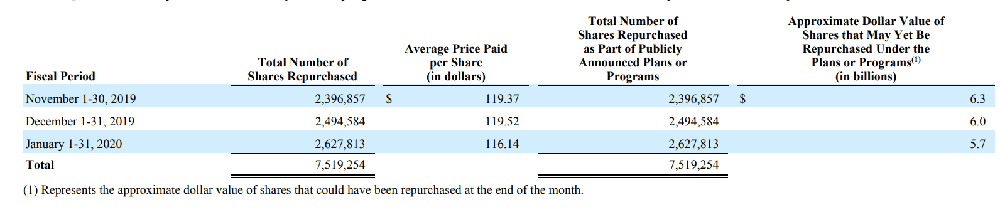 Total Number of
Shares Repurchased
as Part of Publicly
Announced Plans or
Programs
Approximate Dollar Value of
Shares that May Yet Be
Repurchased Under the
Plans or Programs(1)
(in billions)
Average Price Paid
per Share
(in dollars)
Total Number of
Shares Repurchased
Fiscal Period
November 1-30, 2019 2,396,857 $ 119.37 2,396,857 $ 6.3
December 1-31, 2019 2,494,584 119.52 2,494,584 6.0
January 1-31, 2020 2,627,813 116.14 2,627,813 5.7
Total 7,519,254 7,519,254
(1) Represents the approximate dollar value of shares that could have been repurchased at the end of the month.